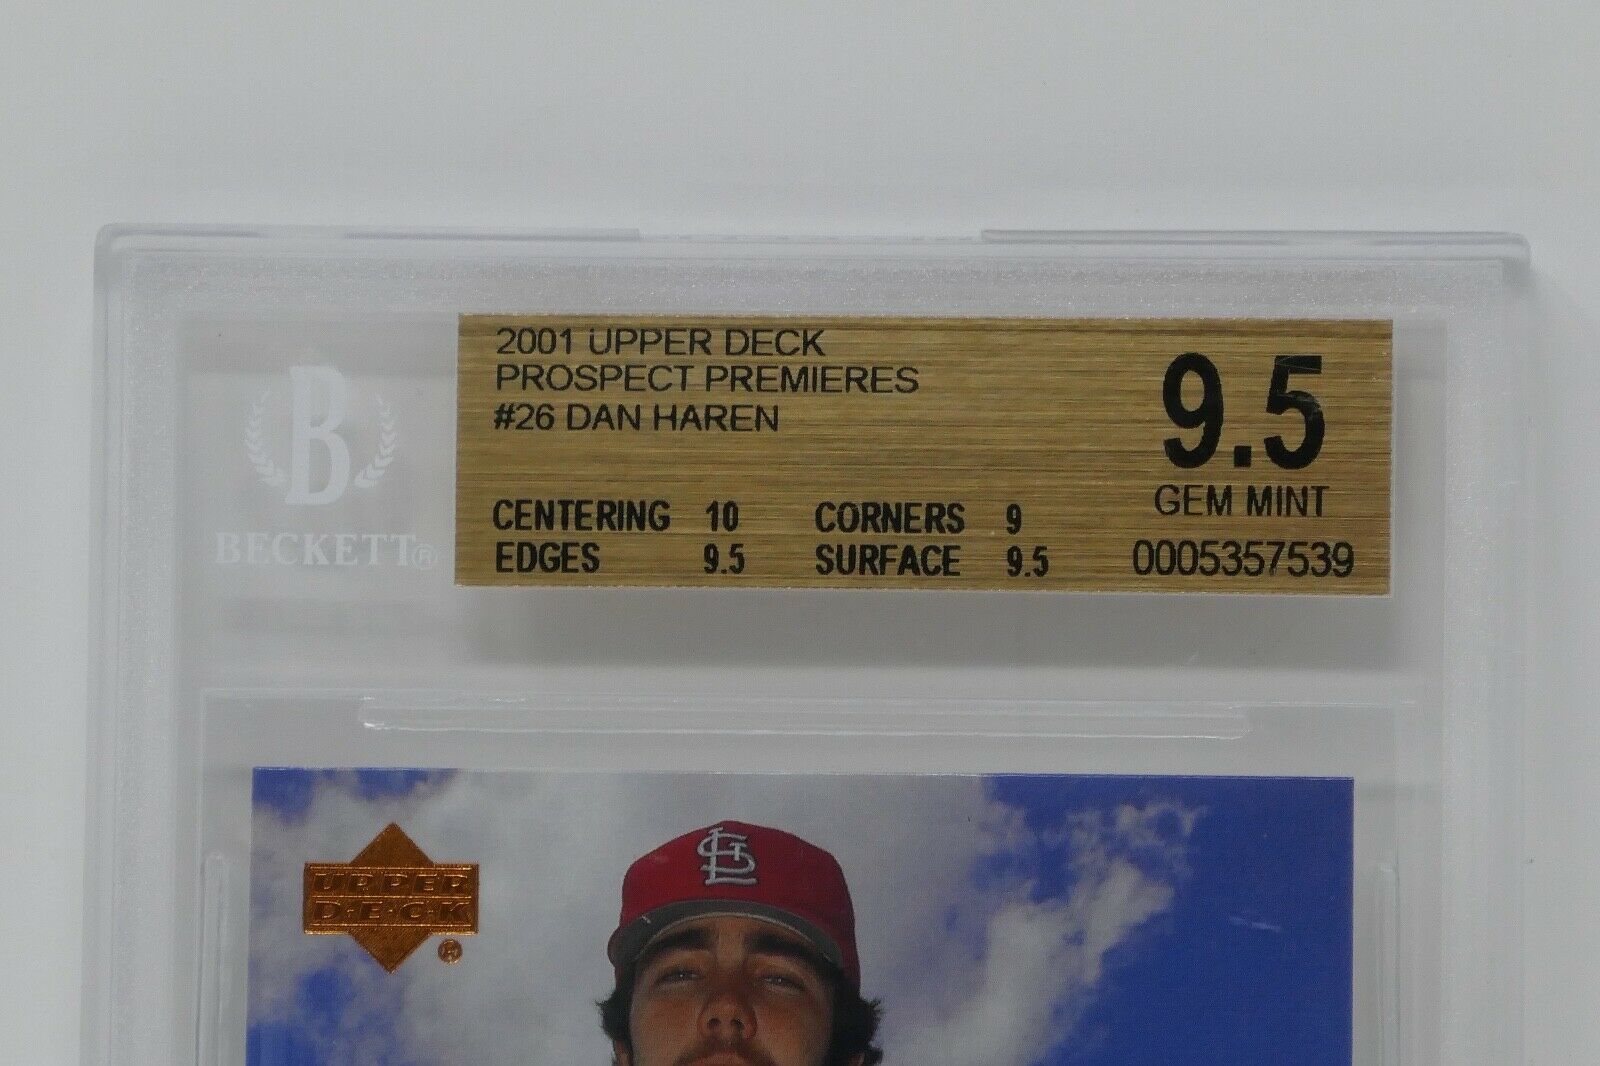 2001 UPPER DECK
PROSPECT PREMIERES
#26 DAN HAREN
9.5
GEM MINT
CENTERING 10 CORNERS 9
EDGES 9.5 SURFACE 9.5
0005357539
B
BECKETT®
UPPER
D·E·C·K
®
STL